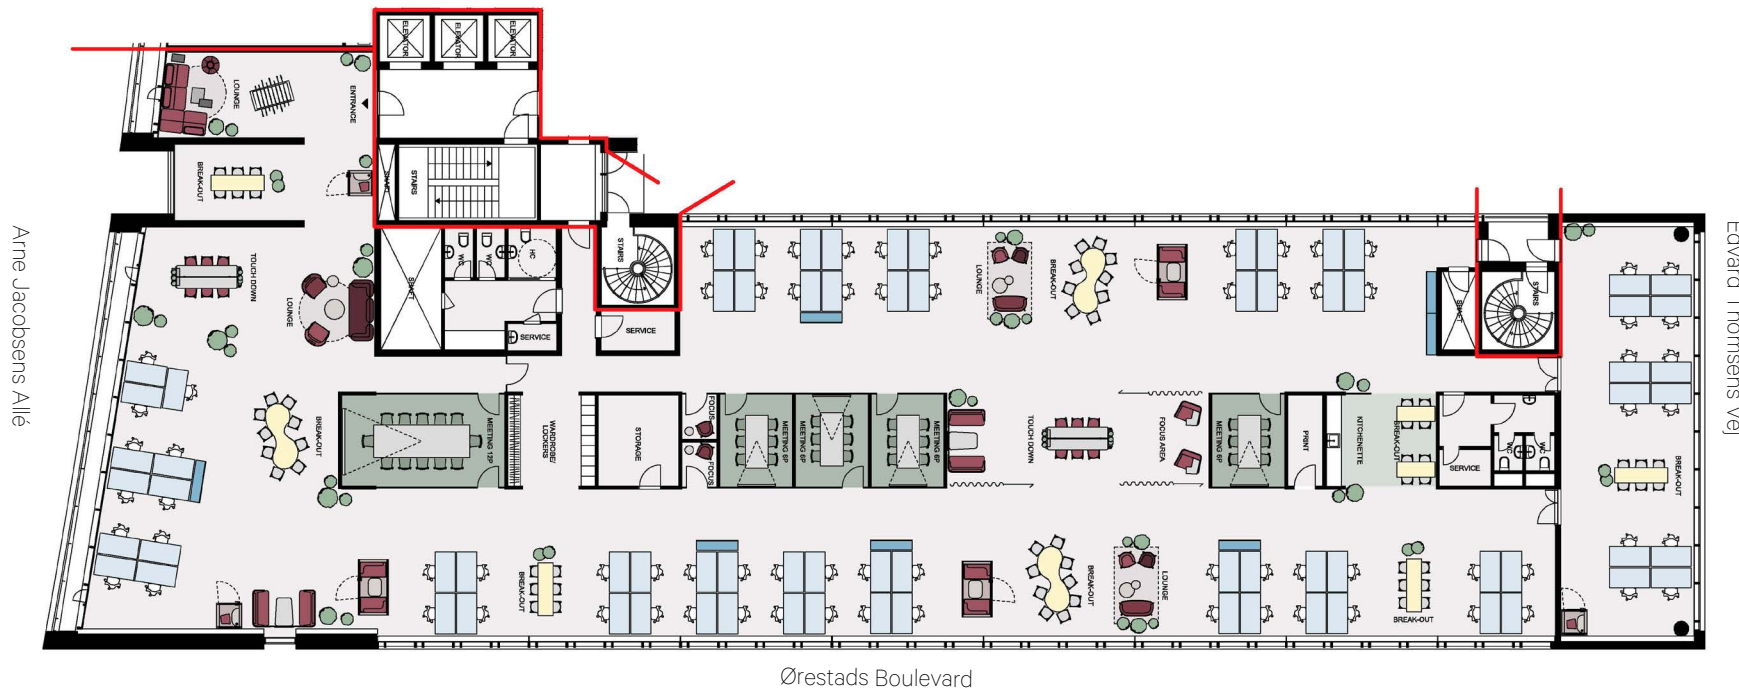 ELEVATOR
ELEVATOR
ELEVATOR
LOUNGE
ENTRANCE
BREAK-OUT
SHAFT
STAIRS
STAIRS
TOUCH DOWN
LOUNGE
SHAFT
WC
WC
HC
SERVICE
SERVICE
LOUNGE
BREAK-OUT
SHAFT
STAIRS
Arne Jacobsens Allé
Edvard Thomsens Vej
BREAK-OUT
MEETING 12P
WARDROBE/
LOCKERS
STORAGE
FOCUS
FOCUS
MEETING 6P
MEETING 6P
MEETING 6P
TOUCH DOWN
FOCUS AREA
MEETING 6P
PRINT
KITCHENETTE
BREAK-OUT
SERVICE
WC
WC
BREAK-OUT
BREAK-OUT
BREAK-OUT
LOUNGE
BREAK-OUT
Ørestads Boulevard